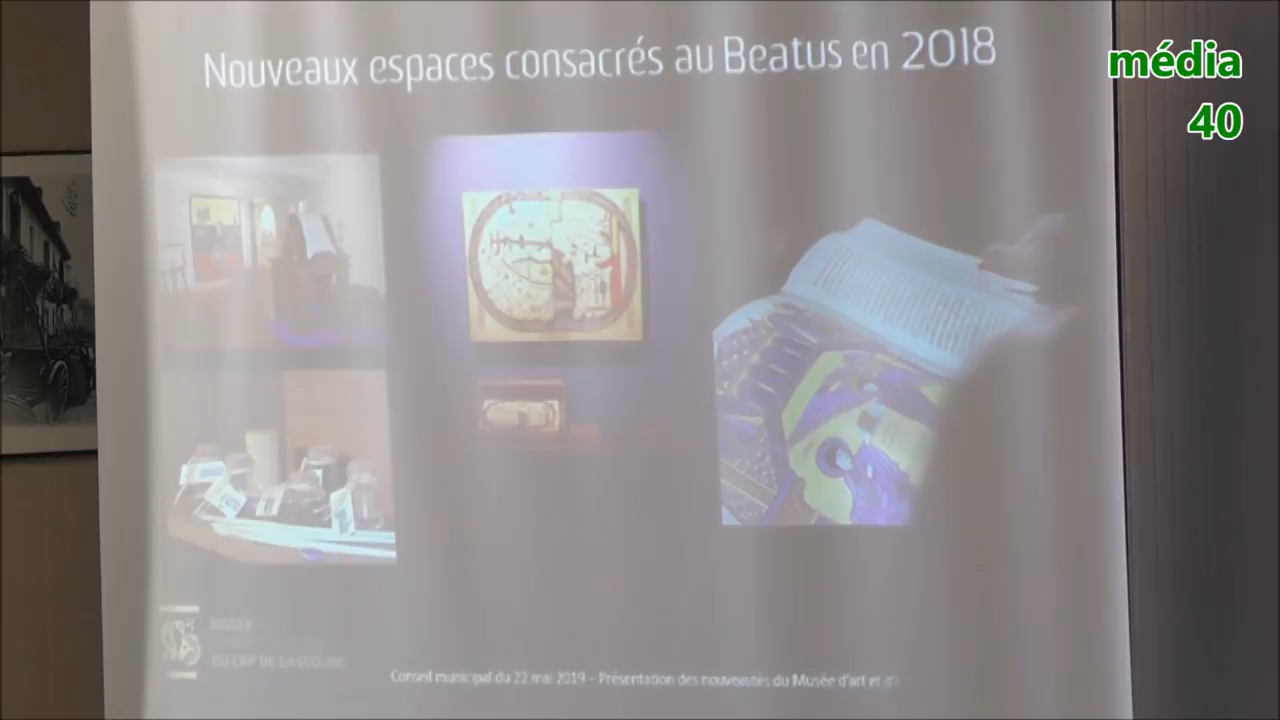 Nouveaux espaces consacrés au Beatus en 2018
média
40
MUSÉE
DU CAP DE GASCOGNE
Conseil municipal du 22 mai 2019 – Présentation des nouveautés du Musée d'art et d'